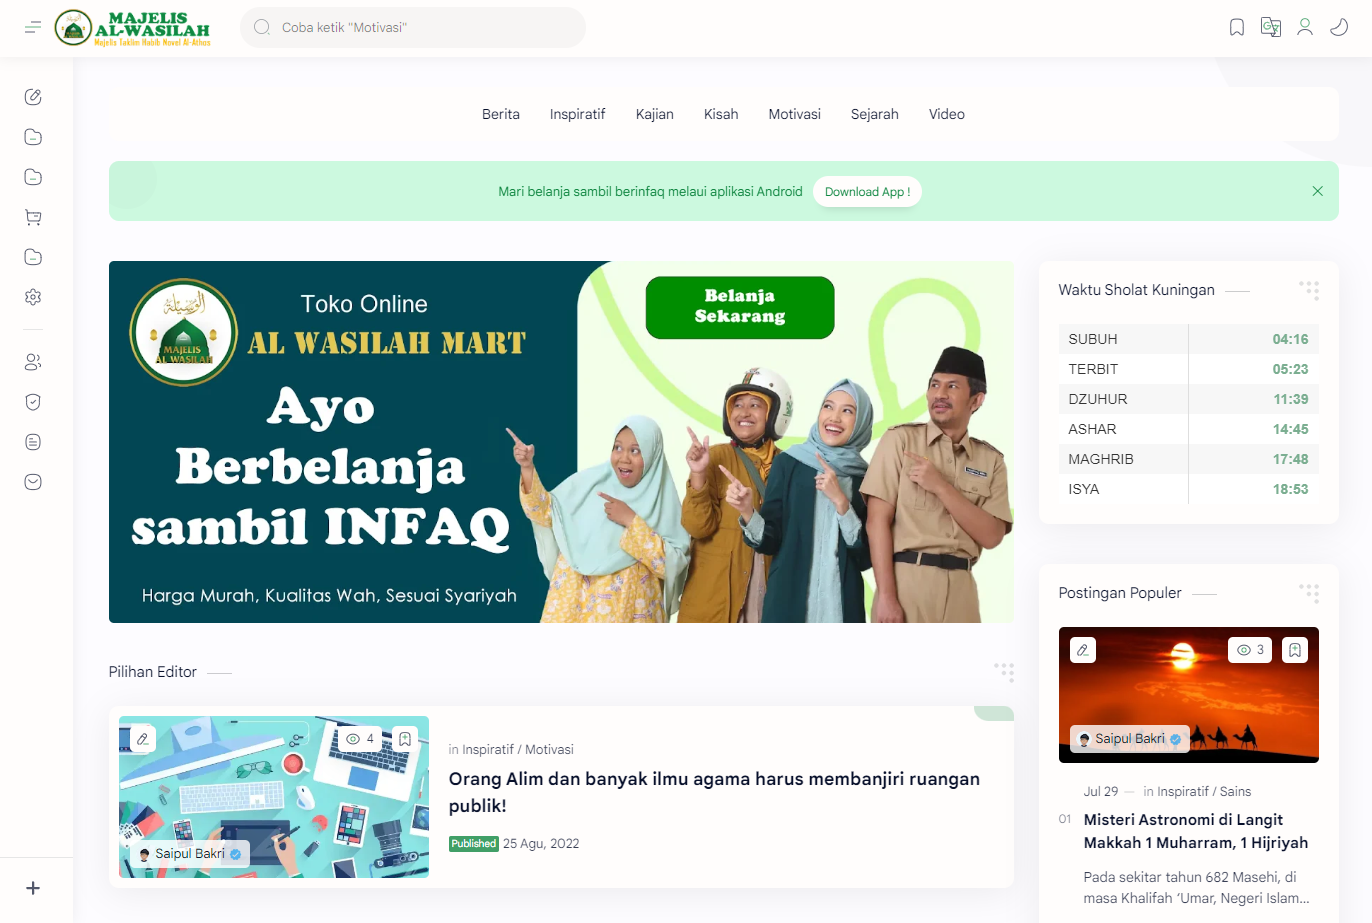 MAJELIS
AL-WASILAH
Majelis Taklim Habib Novel Al-Athos
Coba ketik "Motivasi"
Berita
Inspiratif
Kajian
Kisah
Motivasi
Sejarah
Video
Mari belanja sambil berinfaq melaui aplikasi Android
Download App !
MAJELIS
AL WASILAH
Toko Online
AL WASILAH MART
Ayo
Berbelanja
sambil INFAQ
Harga Murah, Kualitas Wah, Sesuai Syariyah
Belanja
Sekarang
Waktu Sholat Kuningan
SUBUH 04:16
TERBIT 05:23
DZUHUR 11:39
ASHAR 14:45
MAGHRIB 17:48
ISYA 18:53
Pilihan Editor
4
Saipul Bakri
in Inspiratif / Motivasi
Orang Alim dan banyak ilmu agama harus membanjiri ruangan
publik!
Published 25 Agu, 2022
Postingan Populer
3
Saipul Bakri
Jul 29 — in Inspiratif / Sains
01 Misteri Astronomi di Langit
Makkah 1 Muharram, 1 Hijriyah
Pada sekitar tahun 682 Masehi, di
masa Khalifah ‘Umar, Negeri Islam...